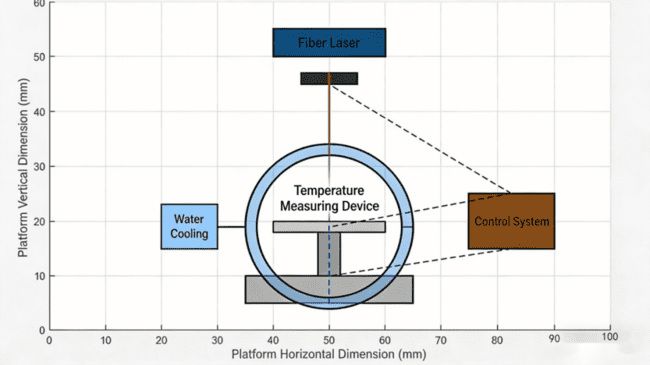 60
50
40
30
20
10
0
Platform Vertical Dimension (mm)
Fiber Laser
Temperature
Measuring Device
Water
Cooling
Control System
0 10 20 30 40 50 60 70 80 90 100
Platform Horizontal Dimension (mm)